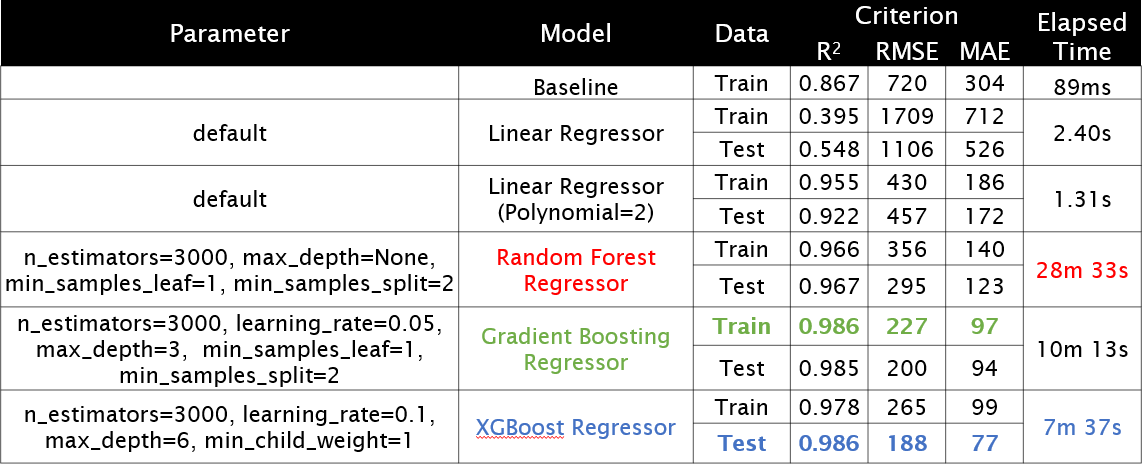 Parameter Model Data Criterion Elapsed Time
R² RMSE MAE
Baseline Train 0.867 720 304 89ms
default Linear Regressor Train 0.395 1709 712 2.40s
Test 0.548 1106 526
default Linear Regressor Train 0.955 430 186 1.31s
(Polynomial=2) Test 0.922 457 172
n_estimators=3000, max_depth=None, Random Forest Train 0.966 356 140 28m 33s
min_samples_leaf=1, min_samples_split=2 Regressor Test 0.967 295 123
n_estimators=3000, learning_rate=0.05, Gradient Boosting Train 0.986 227 97 10m 13s
max_depth=3, min_samples_leaf=1, Regressor Test 0.985 200 94
min_samples_split=2
n_estimators=3000, learning_rate=0.1, XGBoost Regressor Train 0.978 265 99 7m 37s
max_depth=6, min_child_weight=1 Test 0.986 188 77